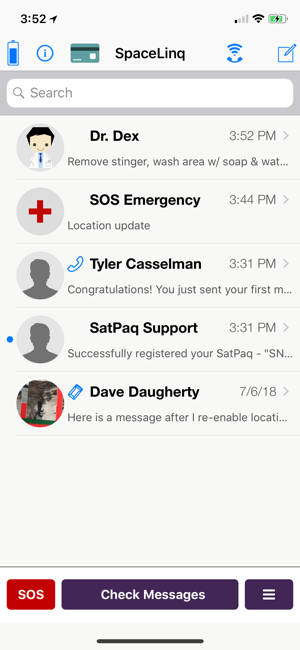 3:52
SpaceLinq
Search
Dr. Dex 3:52 PM
Remove stinger, wash area w/ soap & wat...
SOS Emergency 3:44 PM
Location update
Tyler Casselman 3:31 PM
Congratulations! You just sent your first m...
SatPaq Support 3:31 PM
Successfully registered your SatPaq - "SN...
Dave Daugherty 7/6/18
Here is a message after I re-enable locati...
SOS Check Messages